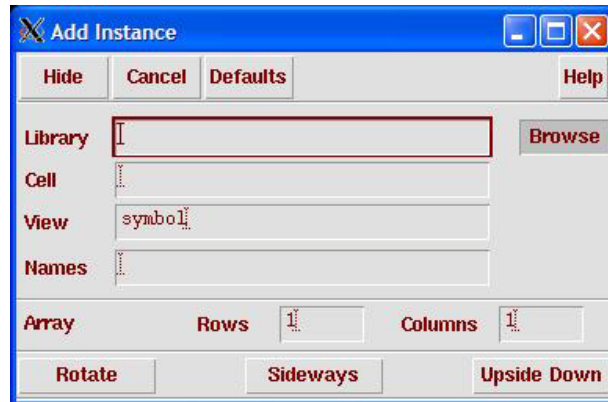 Add Instance
Hide Cancel Defaults Help
Library Browse
Cell
View symbol
Names
Array Rows 1 Columns 1
Rotate Sideways Upside Down